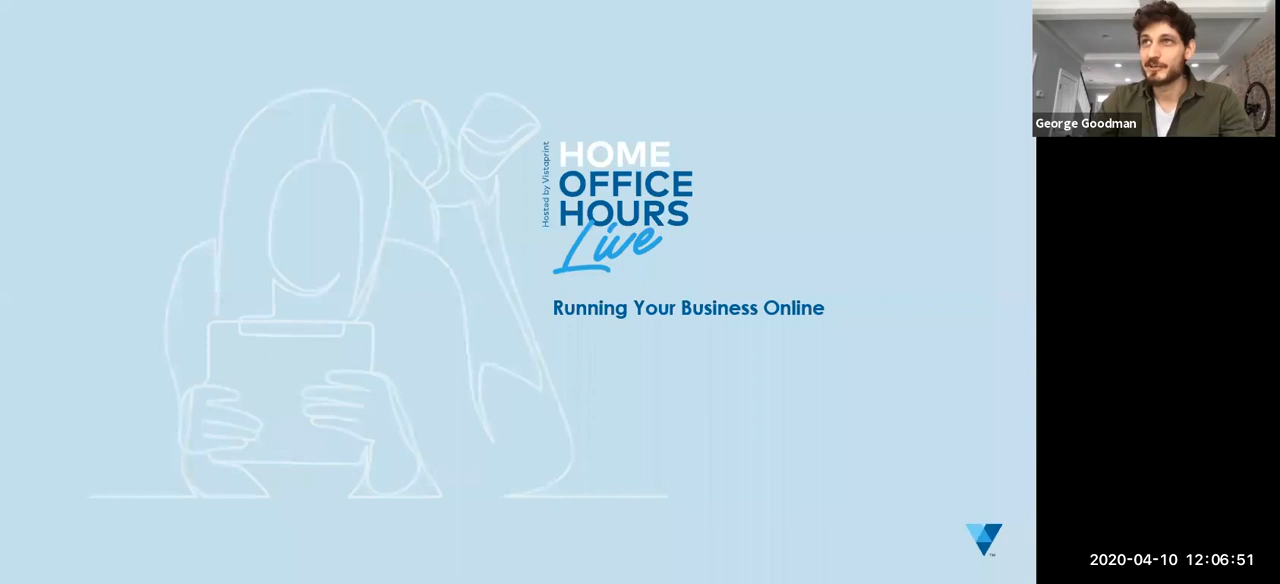 George Goodman
Hosted by Vistaprint
HOME
OFFICE
HOURS
Live
Running Your Business Online
TM
2020-04-10 12:06:51